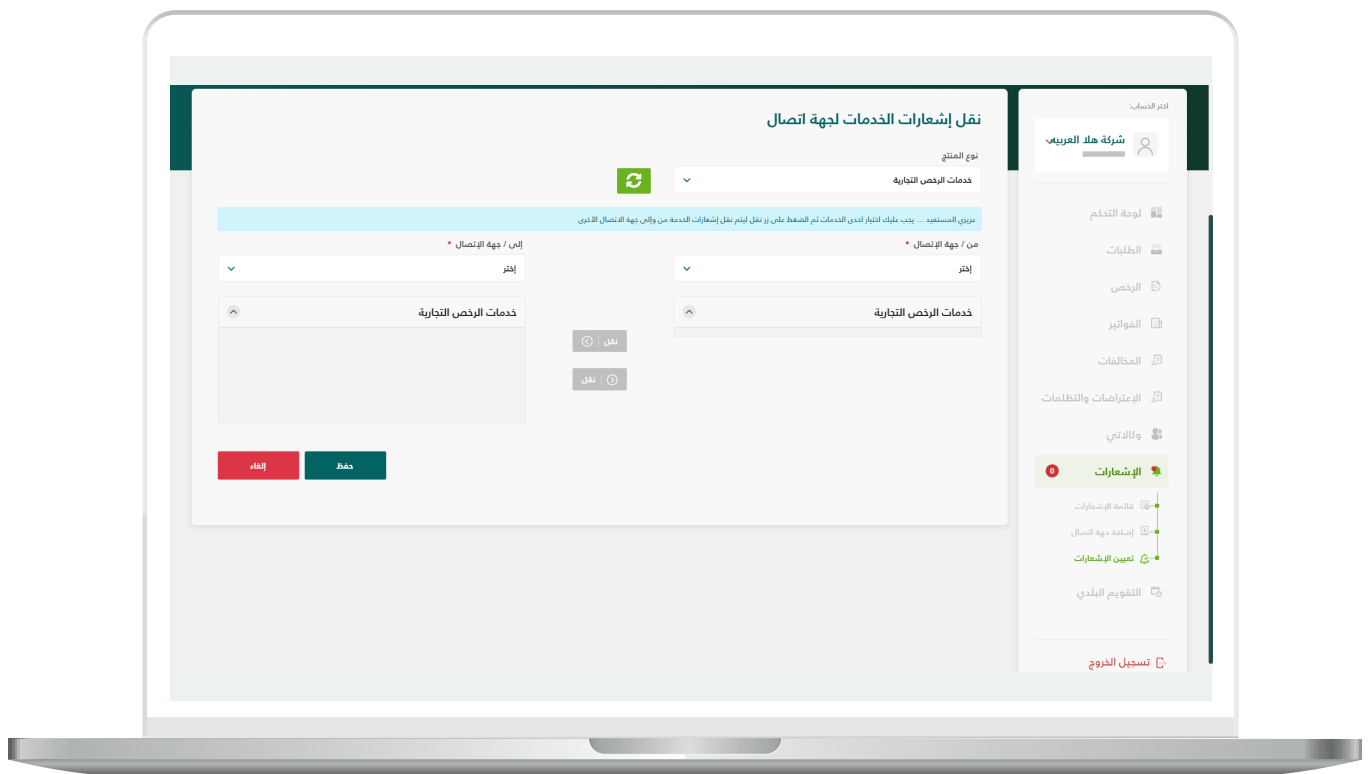 اختر الحساب:
شركة هلا العربيه
لوحة التحكم
الطلبات
الرخص
الفواتير
المخالفات
الإعتراضات والتظلمات
وكالاتي
الإشعارات 0
قائمة الإشعارات
إضافة جهة اتصال
تعيين الإشعارات
التقويم البلدي
تسجيل الخروج
نقل إشعارات الخدمات لجهة اتصال
نوع المنتج
خدمات الرخص التجارية
عزيزي المستفيد ... يجب عليك اختيار احدى الخدمات ثم الضغط على زر نقل ليتم نقل إشعارات الخدمة من وإلى جهة الاتصال الأخرى
من / جهة الإتصال *
إختر
خدمات الرخص التجارية
نقل
نقل
إلى / جهة الإتصال *
إختر
خدمات الرخص التجارية
حفظ
إلغاء